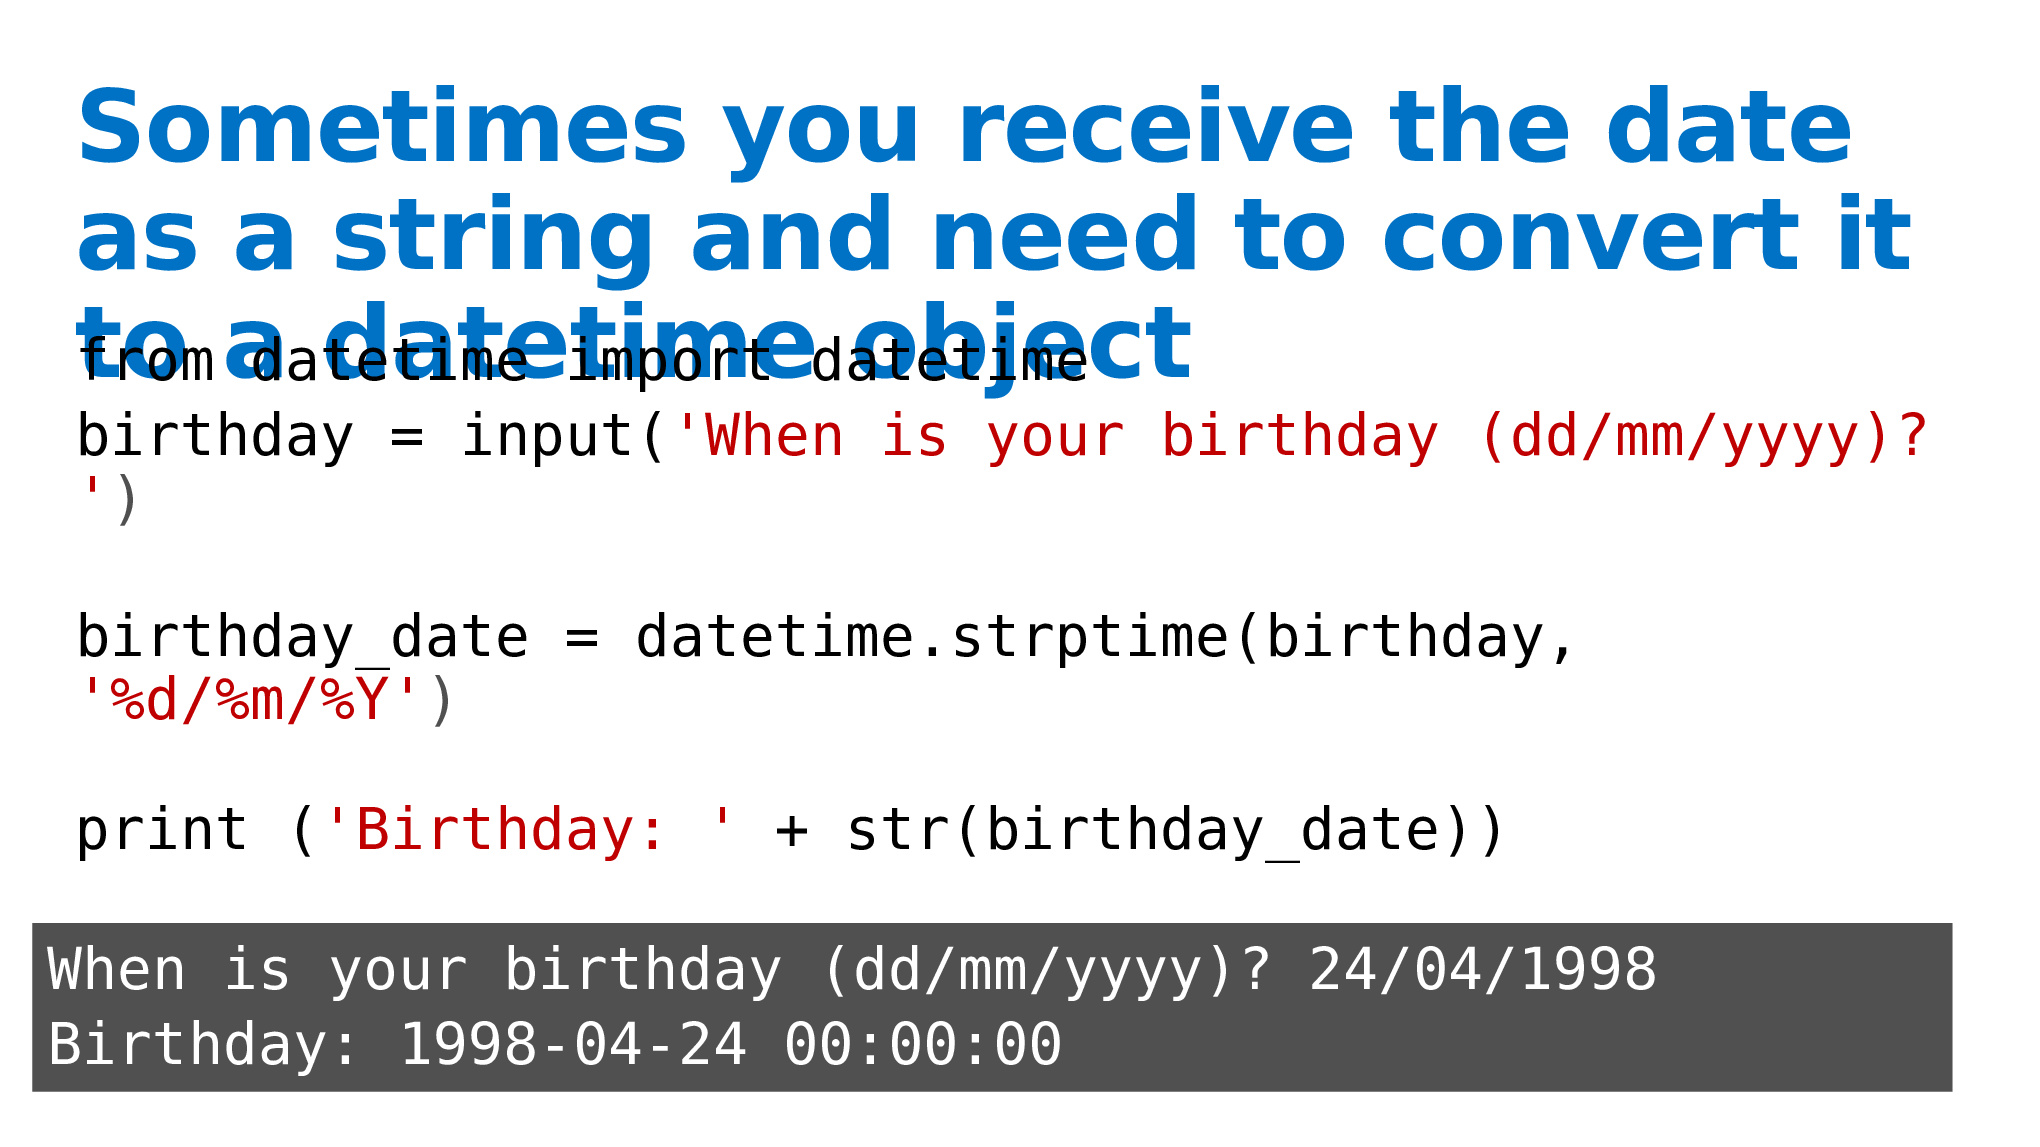 Sometimes you receive the date
as a string and need to convert it
to a datetime object
from datetime import datetime
birthday = input('When is your birthday (dd/mm/yyyy)?
')
birthday_date = datetime.strptime(birthday,
'%d/%m/%Y')
print ('Birthday: ' + str(birthday_date))
When is your birthday (dd/mm/yyyy)? 24/04/1998
Birthday: 1998-04-24 00:00:00